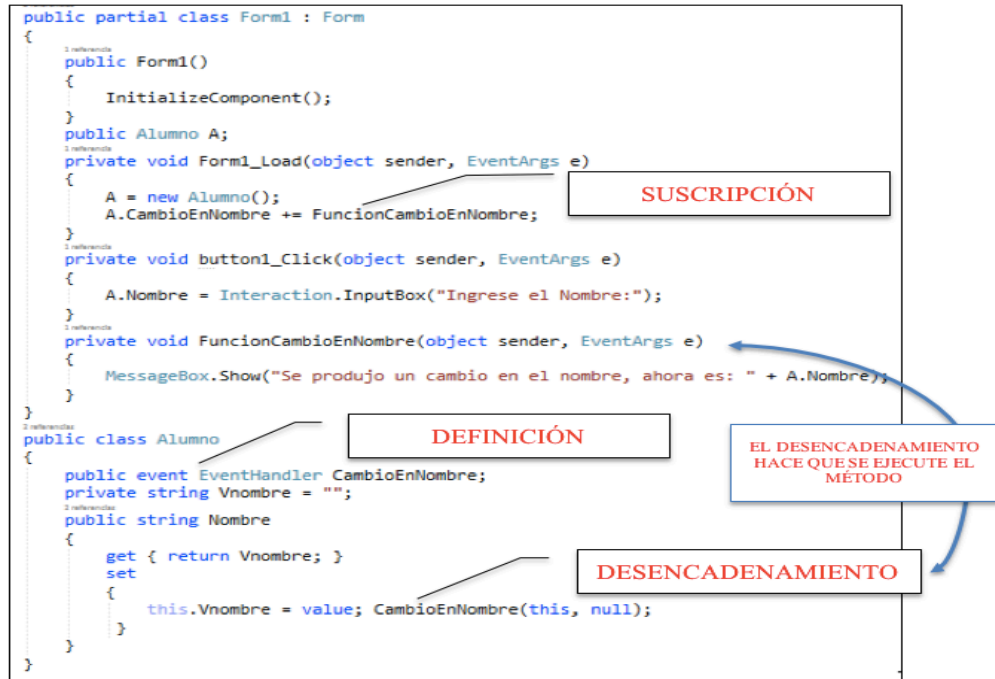 public partial class Form1 : Form
{
1 referencia
public Form1()
{
InitializeComponent();
}
public Alumno A;
1 referencia
private void Form1_Load(object sender, EventArgs e)
{
A = new Alumno();
A.CambioEnNombre += FuncionCambioEnNombre;
}
SUSCRIPCIÓN
1 referencia
private void button1_Click(object sender, EventArgs e)
{
A.Nombre = Interaction.InputBox("Ingrese el Nombre:");
}
1 referencia
private void FuncionCambioEnNombre(object sender, EventArgs e)
{
MessageBox.Show("Se produjo un cambio en el nombre, ahora es: " + A.Nombre);
}
}
2 referencias
public class Alumno
{
DEFINICIÓN
public event EventHandler CambioEnNombre;
private string Vnombre = "";
2 referencias
public string Nombre
{
get { return Vnombre; }
set
{
this.Vnombre = value; CambioEnNombre(this, null);
}
}
}
EL DESENCADENAMIENTO
HACE QUE SE EJECUTE EL
MÉTODO
DESENCADENAMIENTO